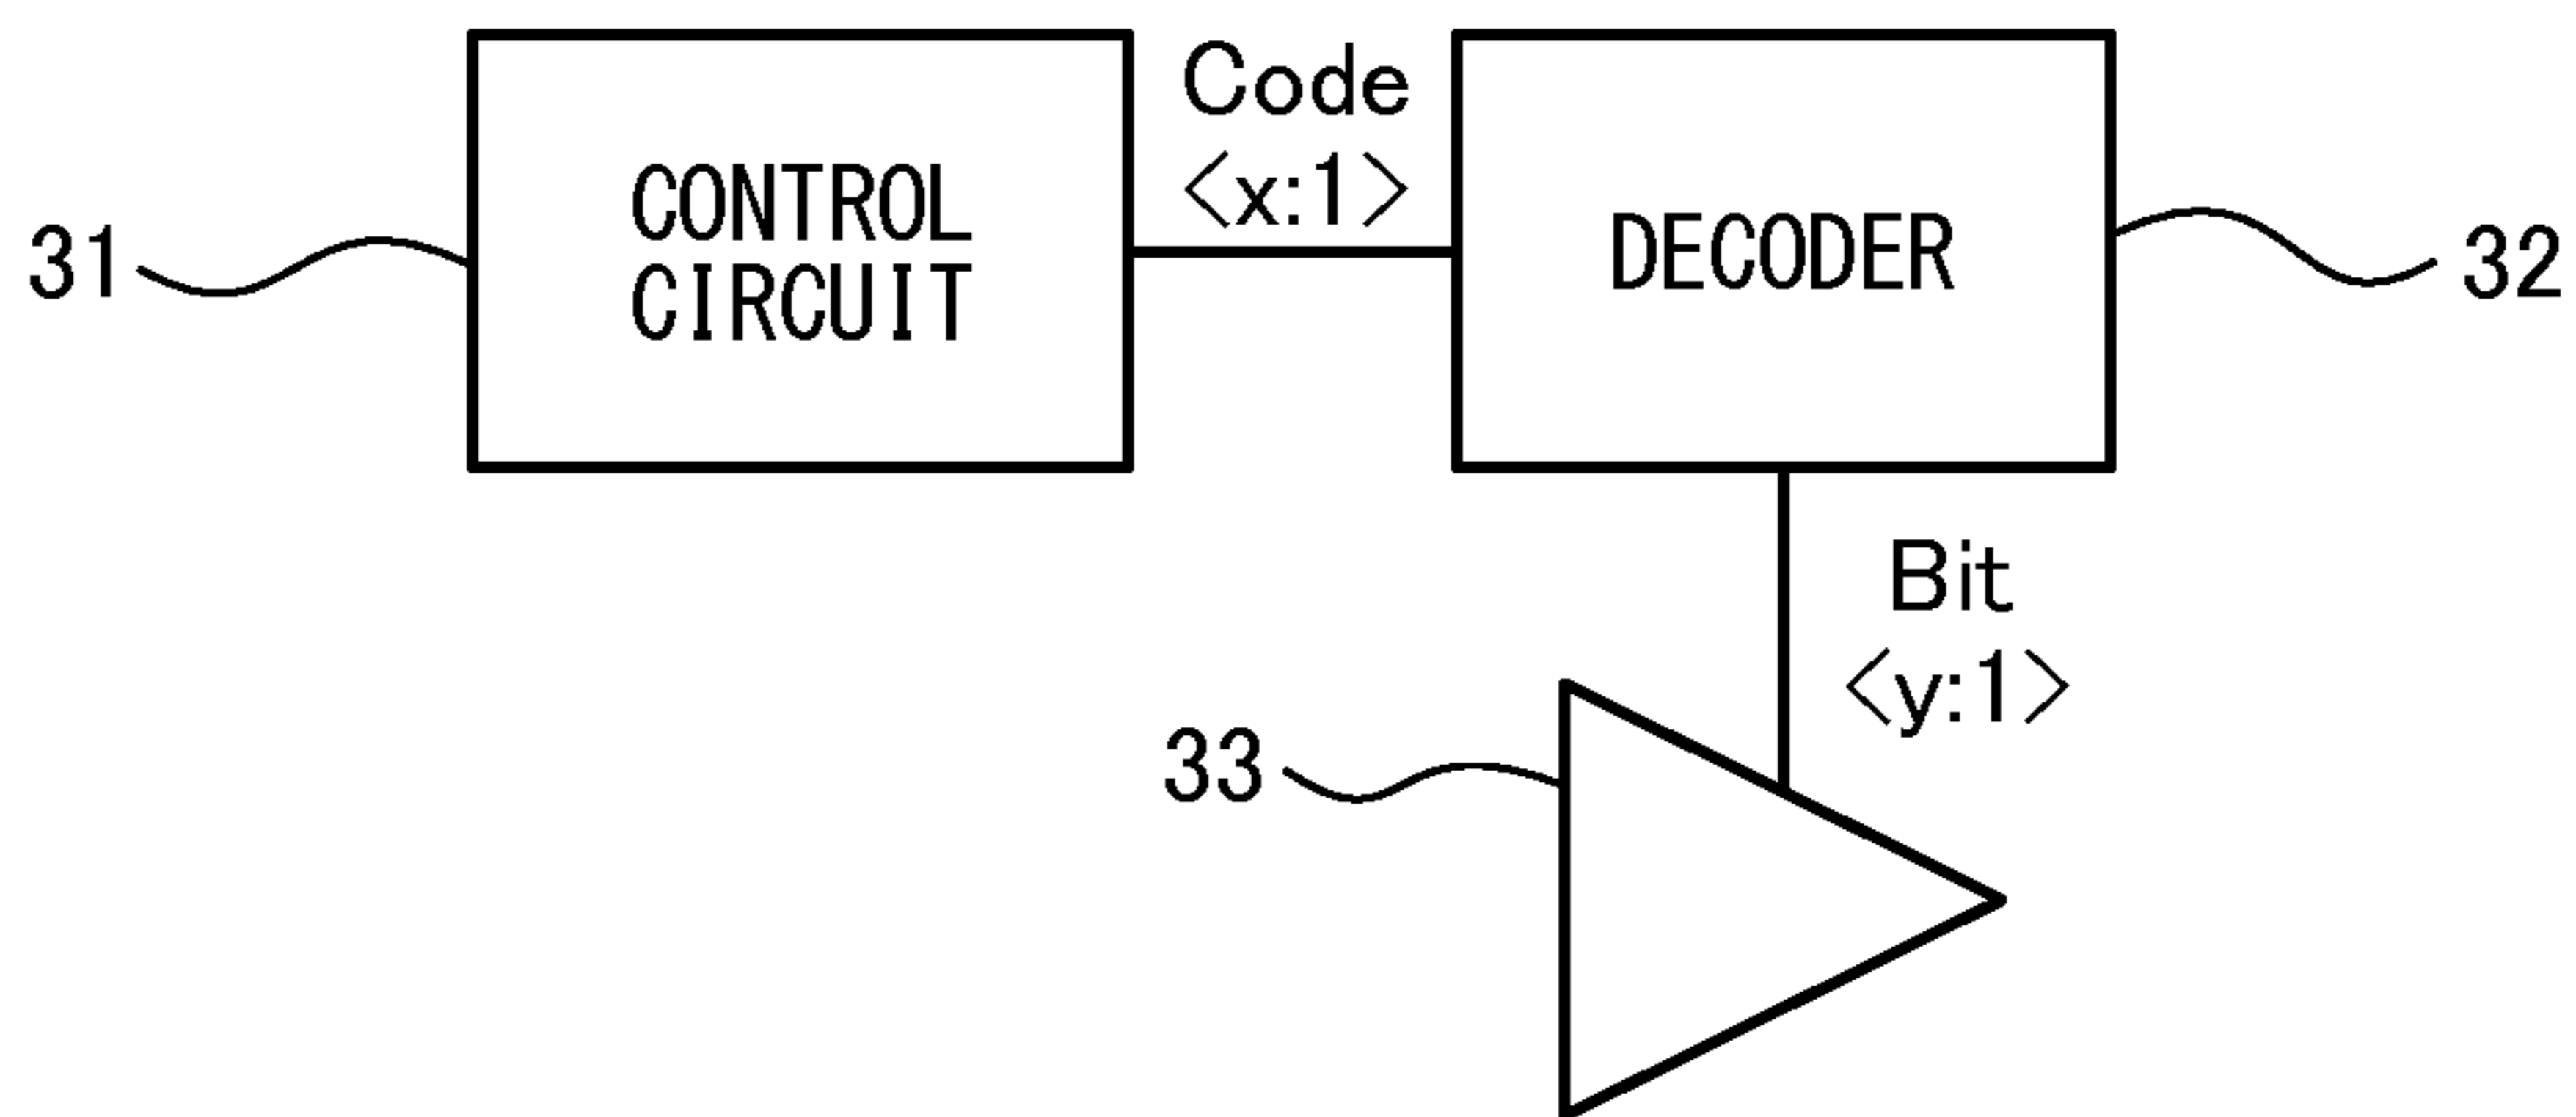 31
CONTROL
CIRCUIT
Code
<x:1>
DECODER
32
Bit
<y:1>
33